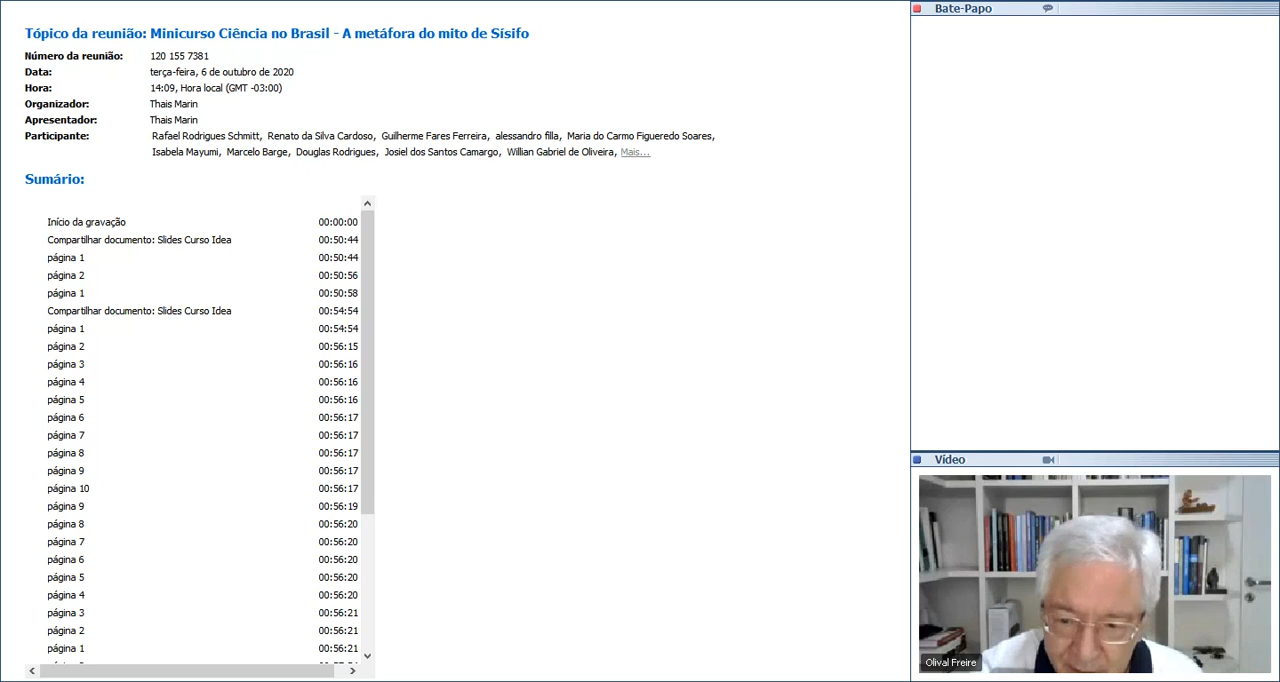 Tópico da reunião: Minicurso Ciência no Brasil - A metáfora do mito de Sísifo
Número da reunião: 120 155 7381
Data: terça-feira, 6 de outubro de 2020
Hora: 14:09, Hora local (GMT -03:00)
Organizador: Thais Marin
Apresentador: Thais Marin
Participante: Rafael Rodrigues Schmitt, Renato da Silva Cardoso, Guilherme Fares Ferreira, alessandro filla, Maria do Carmo Figueredo Soares,
Isabela Mayumi, Marcelo Barge, Douglas Rodrigues, Josiel dos Santos Camargo, Willian Gabriel de Oliveira, Mais...
Sumário:
Início da gravação 00:00:00
Compartilhar documento: Slides Curso Idea 00:50:44
página 1 00:50:44
página 2 00:50:56
página 1 00:50:58
Compartilhar documento: Slides Curso Idea 00:54:54
página 1 00:54:54
página 2 00:56:15
página 3 00:56:16
página 4 00:56:16
página 5 00:56:16
página 6 00:56:17
página 7 00:56:17
página 8 00:56:17
página 9 00:56:17
página 10 00:56:17
página 9 00:56:19
página 8 00:56:20
página 7 00:56:20
página 6 00:56:20
página 5 00:56:20
página 4 00:56:20
página 3 00:56:21
página 2 00:56:21
página 1 00:56:21
Bate-Papo
Vídeo
Olival Freire